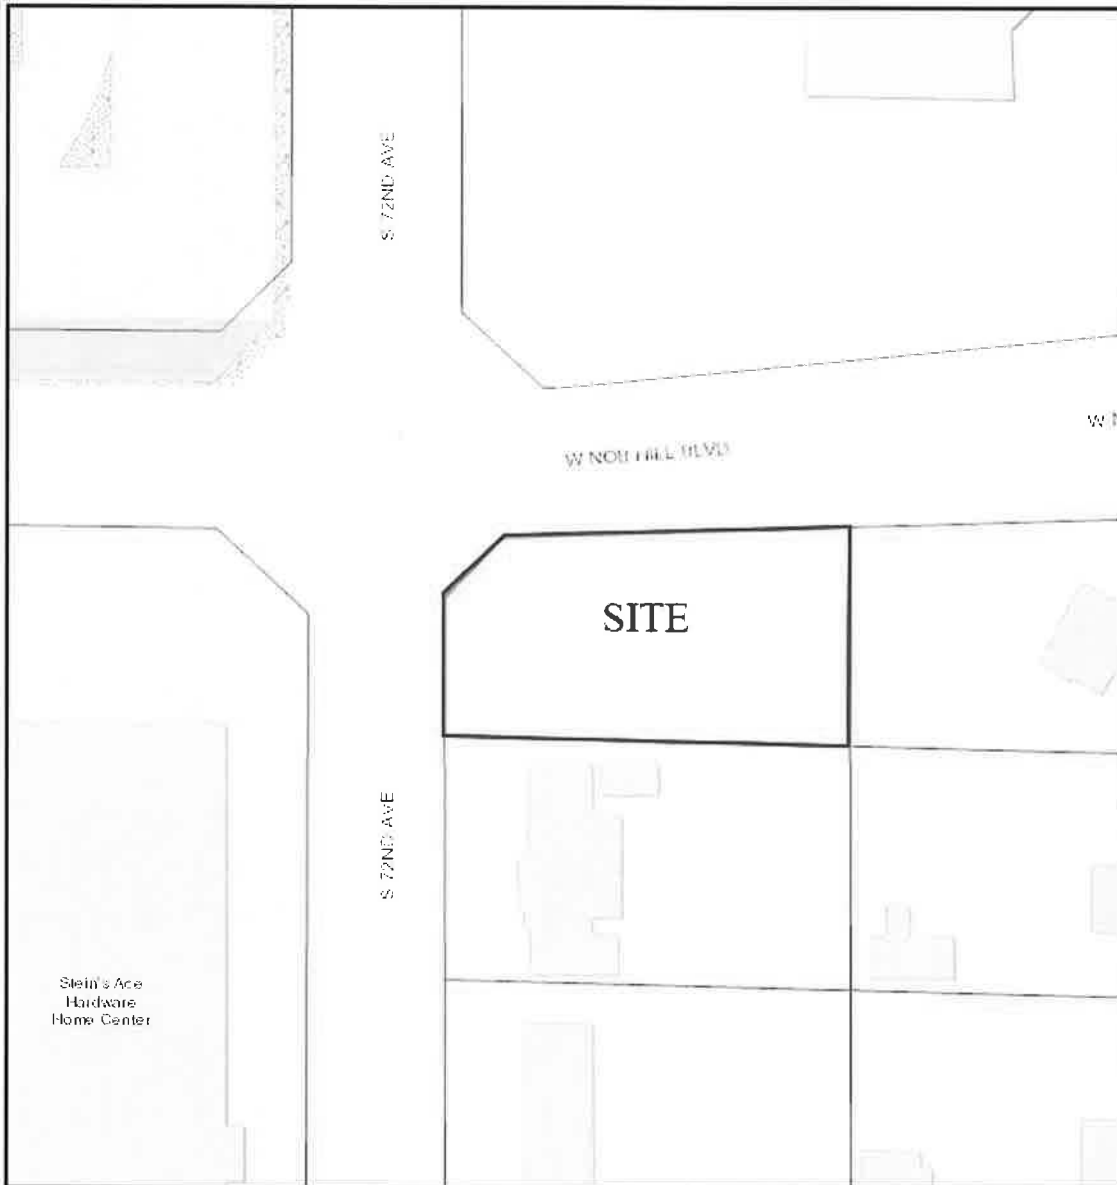 S 72ND AVE
W N
W NOB HILL BLVD
SITE
S 72ND AVE
Stein's Ace
Hardware
Home Center